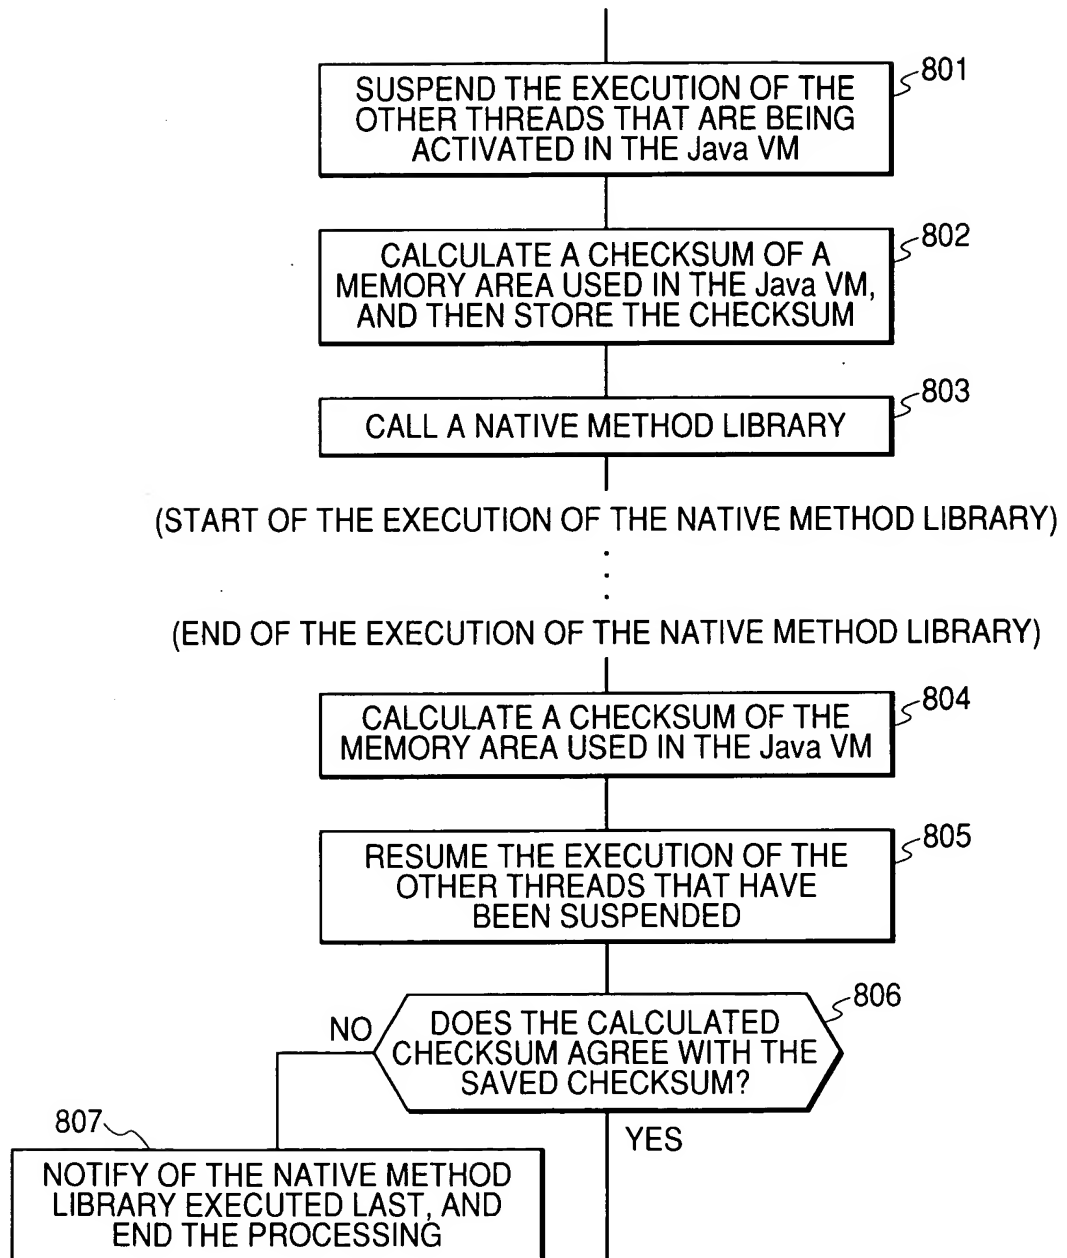 801
SUSPEND THE EXECUTION OF THE
OTHER THREADS THAT ARE BEING
ACTIVATED IN THE Java VM
802
CALCULATE A CHECKSUM OF A
MEMORY AREA USED IN THE Java VM,
AND THEN STORE THE CHECKSUM
803
CALL A NATIVE METHOD LIBRARY
(START OF THE EXECUTION OF THE NATIVE METHOD LIBRARY)
(END OF THE EXECUTION OF THE NATIVE METHOD LIBRARY)
804
CALCULATE A CHECKSUM OF THE
MEMORY AREA USED IN THE Java VM
805
RESUME THE EXECUTION OF THE
OTHER THREADS THAT HAVE
BEEN SUSPENDED
806
NO
DOES THE CALCULATED
CHECKSUM AGREE WITH THE
SAVED CHECKSUM?
807
YES
NOTIFY OF THE NATIVE METHOD
LIBRARY EXECUTED LAST, AND
END THE PROCESSING